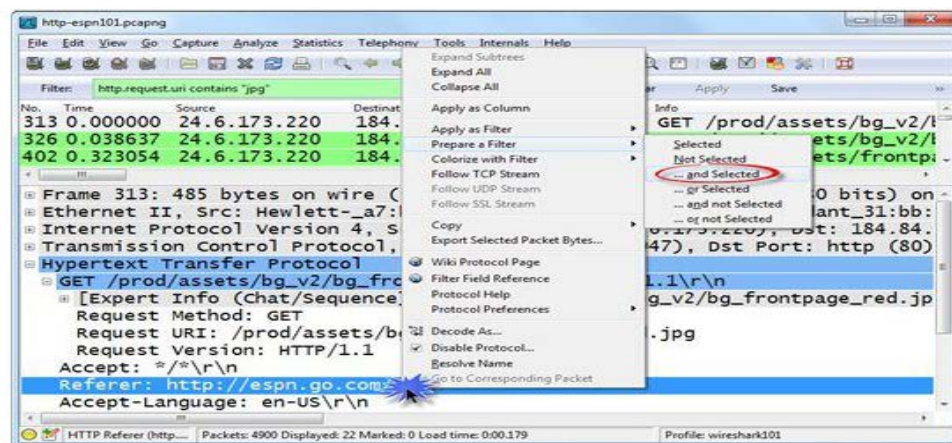 http-espn101.pcapng
File Edit View Go Capture Analyze Statistics Telephony Tools Internals Help
Filter: http.request.uri contains "jpg" Apply Save
No. Time Source Destinat Info
313 0.000000 24.6.173.220 184. GET /prod/assets/bg_v2/
326 0.038637 24.6.173.220 184. ets/bg_v2/
402 0.323054 24.6.173.220 184. ets/frontp
Expand Subtrees
Expand All
Collapse All
Apply as Column
Apply as Filter
Prepare a Filter
Colorize with Filter
Follow TCP Stream
Follow UDP Stream
Follow SSL Stream
Copy
Export Selected Packet Bytes...
Wiki Protocol Page
Filter Field Reference
Protocol Help
Protocol Preferences
Decode As...
Disable Protocol...
Resolve Name
Go to Corresponding Packet
Selected
Not Selected
... and Selected
... or Selected
... and not Selected
... or not Selected
Frame 313: 485 bytes on wire ( 0 bits) on
Ethernet II, Src: Hewlett-_a7: ant_31:bb:
Internet Protocol Version 4, S Dst: 184.84.
Transmission Control Protocol, 47), Dst Port: http (80)
Hypertext Transfer Protocol
GET /prod/assets/bg_v2/bg_fro 1.1\r\n
[Expert Info (Chat/Sequence) g_v2/bg_frontpage_red.jp
Request Method: GET
Request URI: /prod/assets/b .jpg
Request Version: HTTP/1.1
Accept: */*\r\n
Referer: http://espn.go.com
Accept-Language: en-US\r\n
HTTP Referer (http.... Packets: 4900 Displayed: 22 Marked: 0 Load time: 0:00.179 Profile: wireshark101